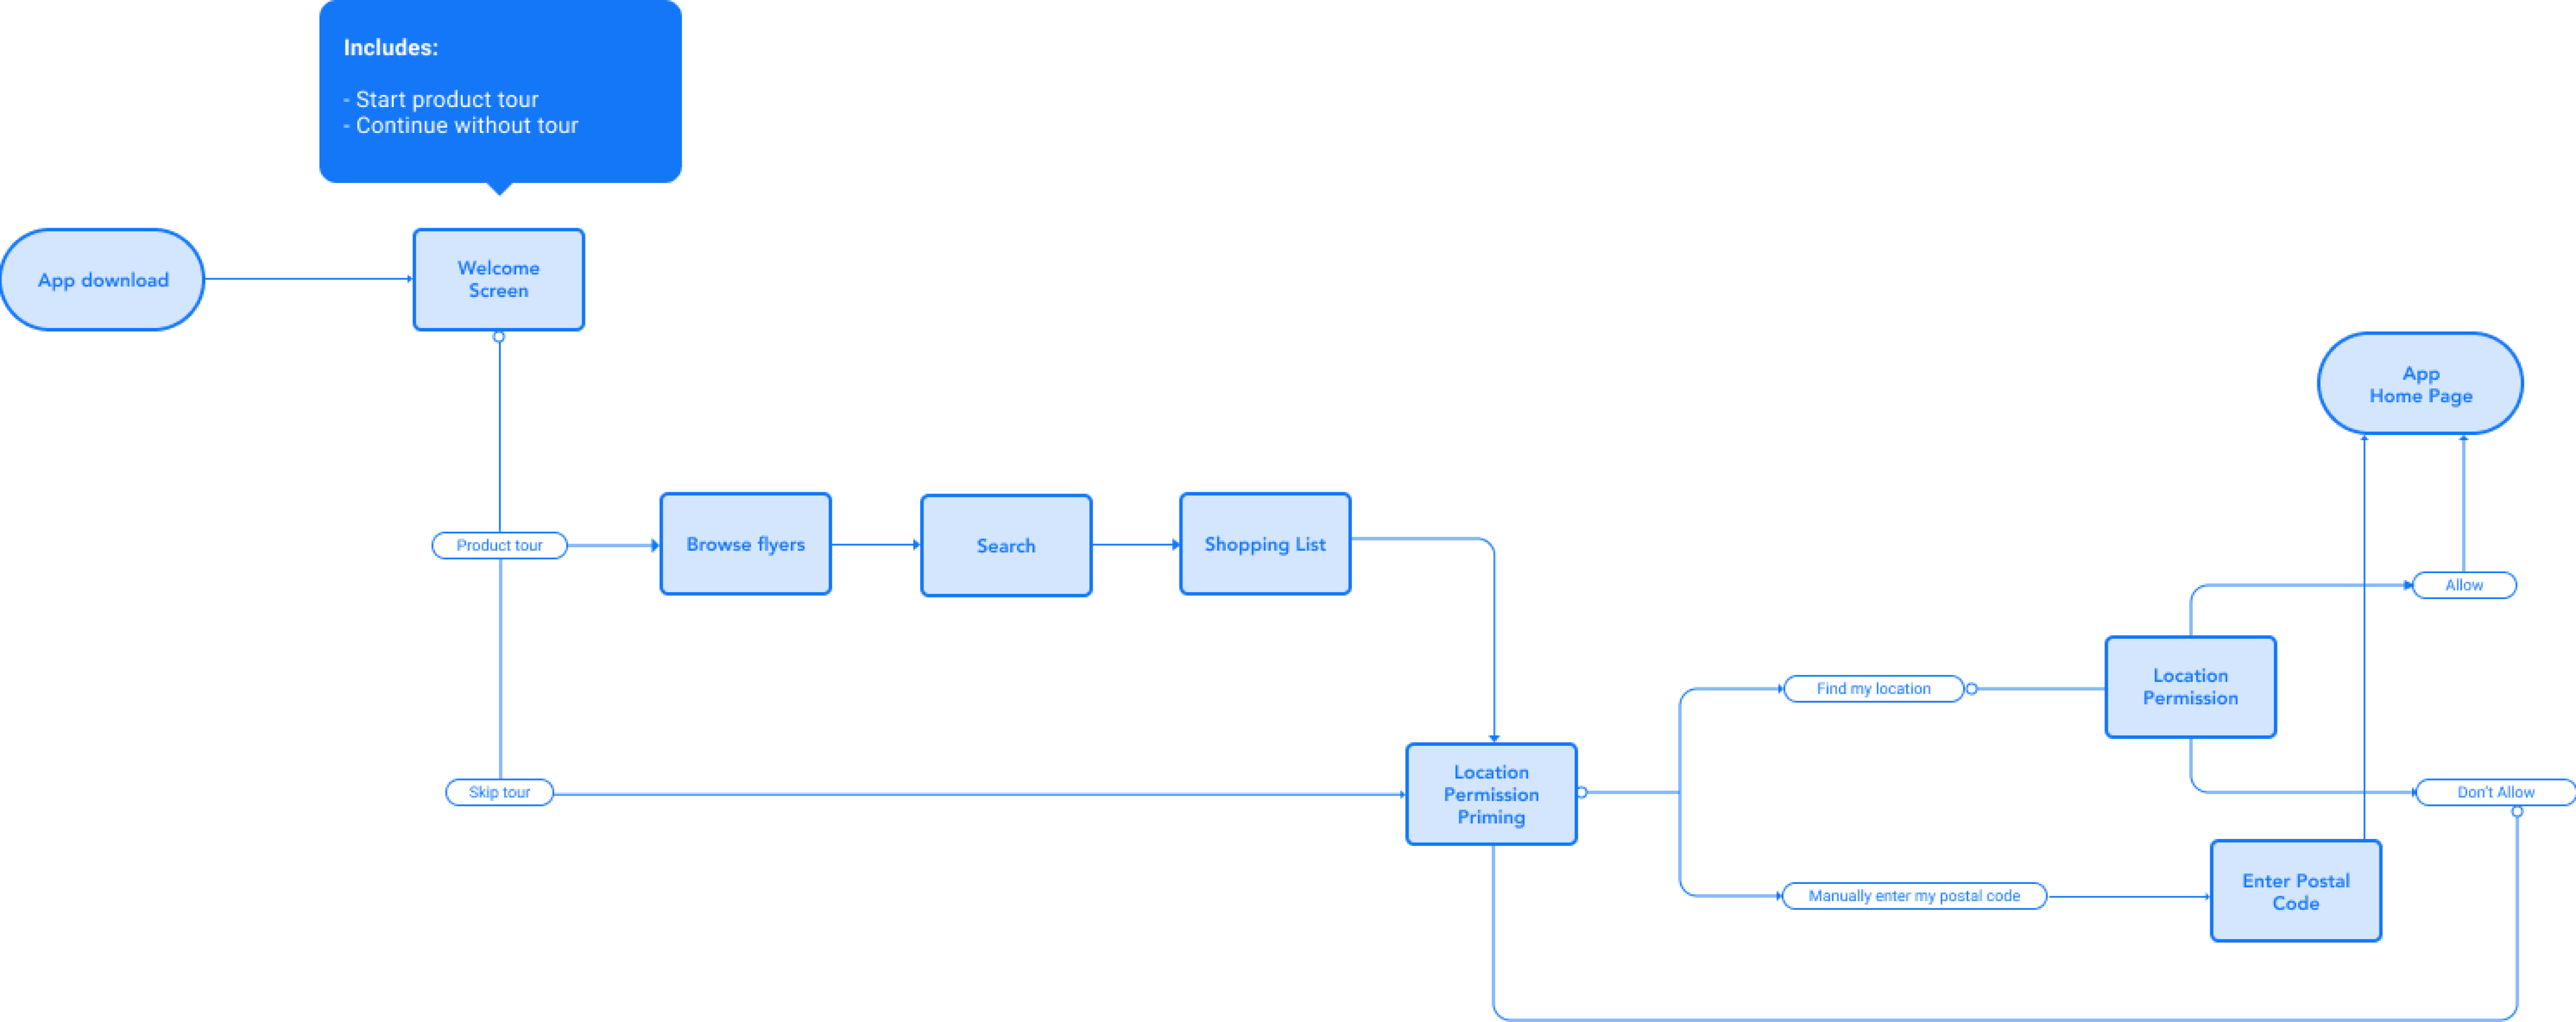 Includes:
- Start product tour
- Continue without tour
App download
Welcome
Screen
App
Home Page
Product tour
Browse flyers
Search
Shopping List
Allow
Find my location
Location
Permission
Skip tour
Location
Permission
Priming
Don't Allow
Manually enter my postal code
Enter Postal
Code